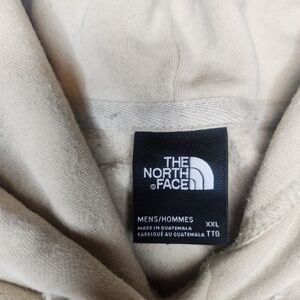 THE
NORTH
FACE
MENS/HOMMES
MADE IN GUATEMALA
FABRIQUÉ AU GUATEMALA
XXL
TTG